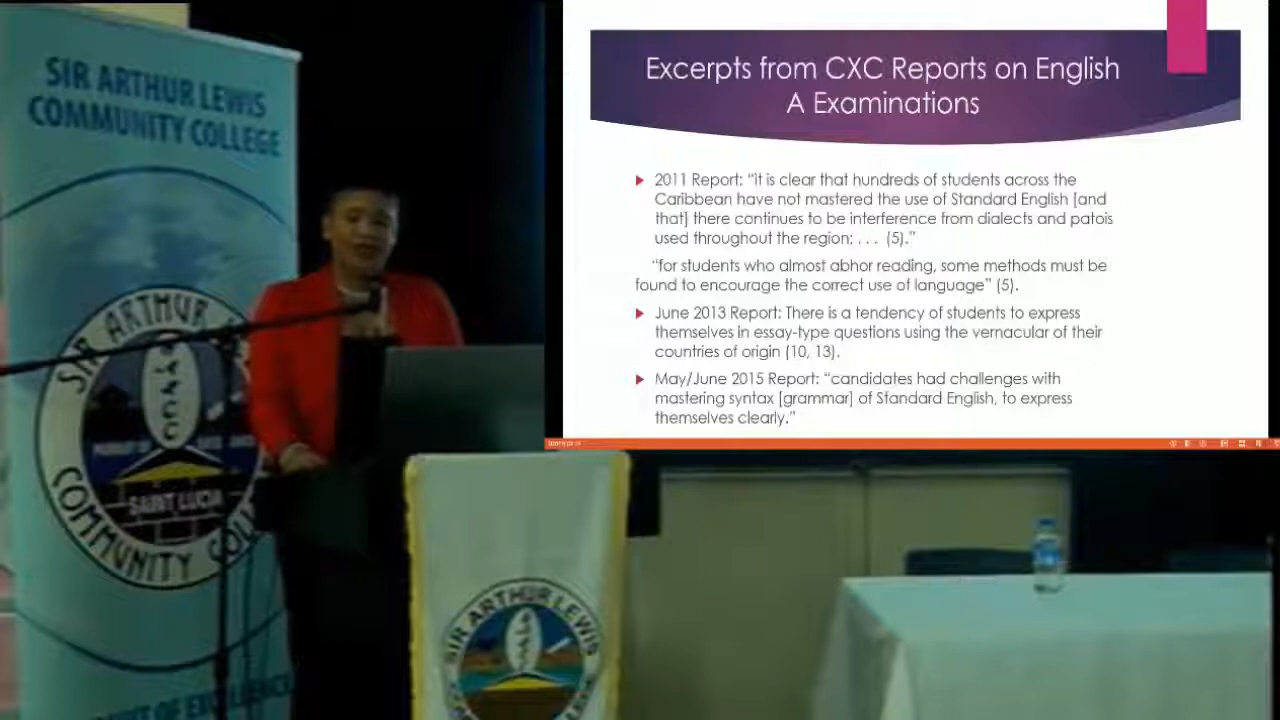 SIR ARTHUR LEWIS
COMMUNITY COLLEGE
SIR ARTHUR
COMMUNITY
SAINT LUCIA
Excerpts from CXC Reports on English
A Examinations
2011 Report: “It is clear that hundreds of students across the
Caribbean have not mastered the use of Standard English [and
that] there continues to be interference from dialects and patois
used throughout the region; . . . (5).”
“for students who almost abhor reading, some methods must be
found to encourage the correct use of language” (5).
June 2013 Report: There is a tendency of students to express
themselves in essay-type questions using the vernacular of their
countries of origin (10, 13).
May/June 2015 Report: “candidates had challenges with
mastering syntax [grammar] of Standard English, to express
themselves clearly.”
SIR ARTHUR LEWIS